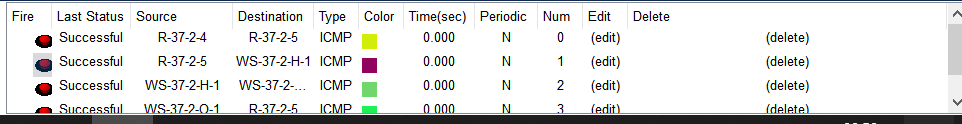 Fire Last Status Source Destination Type Color Time(sec) Periodic Num Edit Delete
Successful R-37-2-4 R-37-2-5 ICMP 0.000 N 0 (edit) (delete)
Successful R-37-2-5 WS-37-2-H-1 ICMP 0.000 N 1 (edit) (delete)
Successful WS-37-2-H-1 WS-37-2-... ICMP 0.000 N 2 (edit) (delete)
Successful WS-37-2-O-1 R-37-2-5 ICMP 0.000 N 3 (edit) (delete)